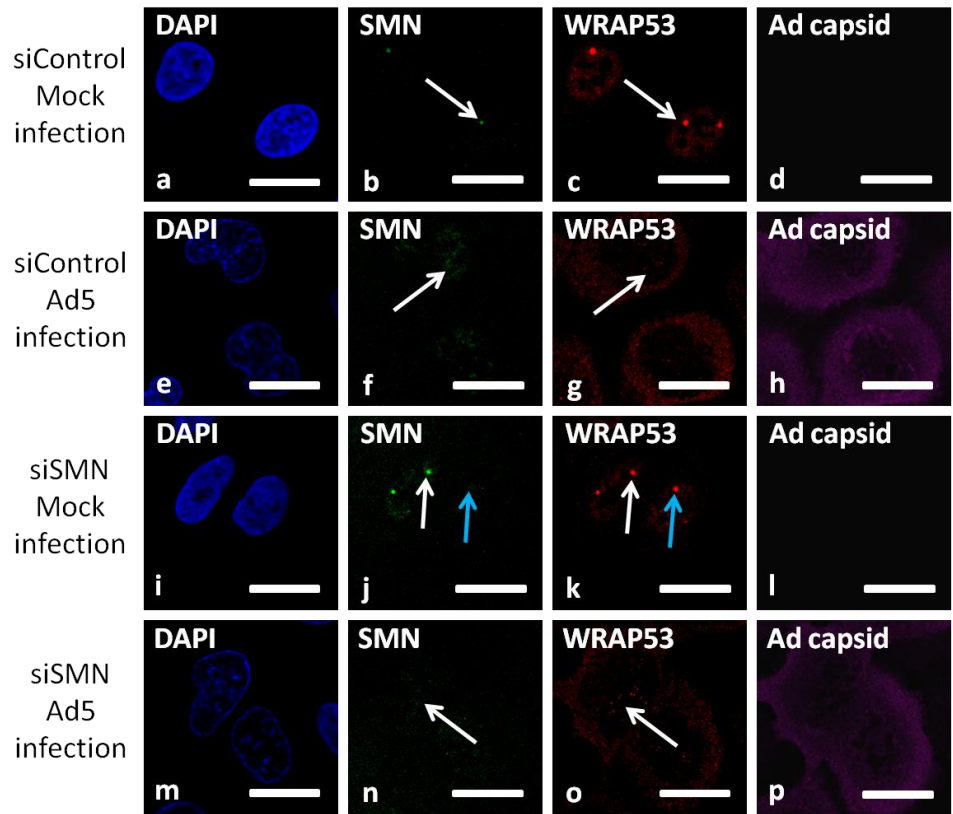 siControl
Mock
infection
DAPI
SMN
WRAP53
Ad capsid
a
b
c
d
siControl
Ad5
infection
DAPI
SMN
WRAP53
Ad capsid
e
f
g
h
siSMN
Mock
infection
DAPI
SMN
WRAP53
Ad capsid
i
j
k
l
siSMN
Ad5
infection
DAPI
SMN
WRAP53
Ad capsid
m
n
o
p